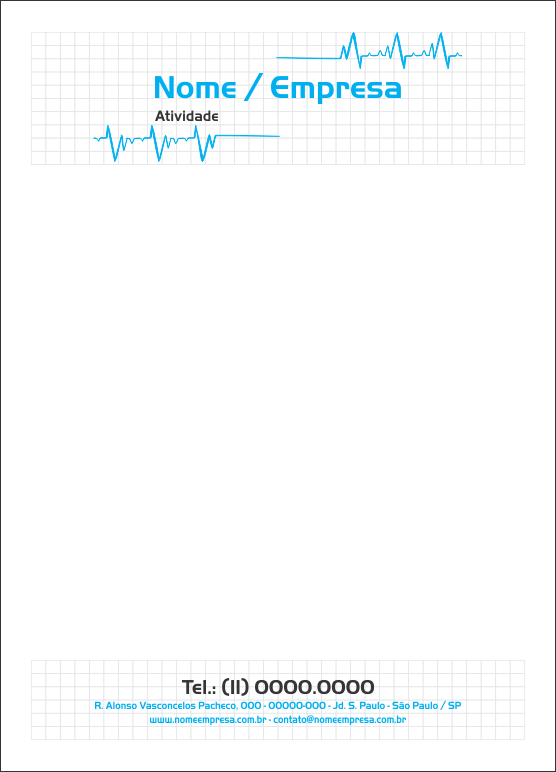 Nome / Empresa
Atividade
Tel.: (11) 0000.0000
R. Alonso Vasconcelos Pacheco, 000 - 00000-000 - Jd. S. Paulo - São Paulo / SP
www.nomeempresa.com.br - contato@nomeempresa.com.br